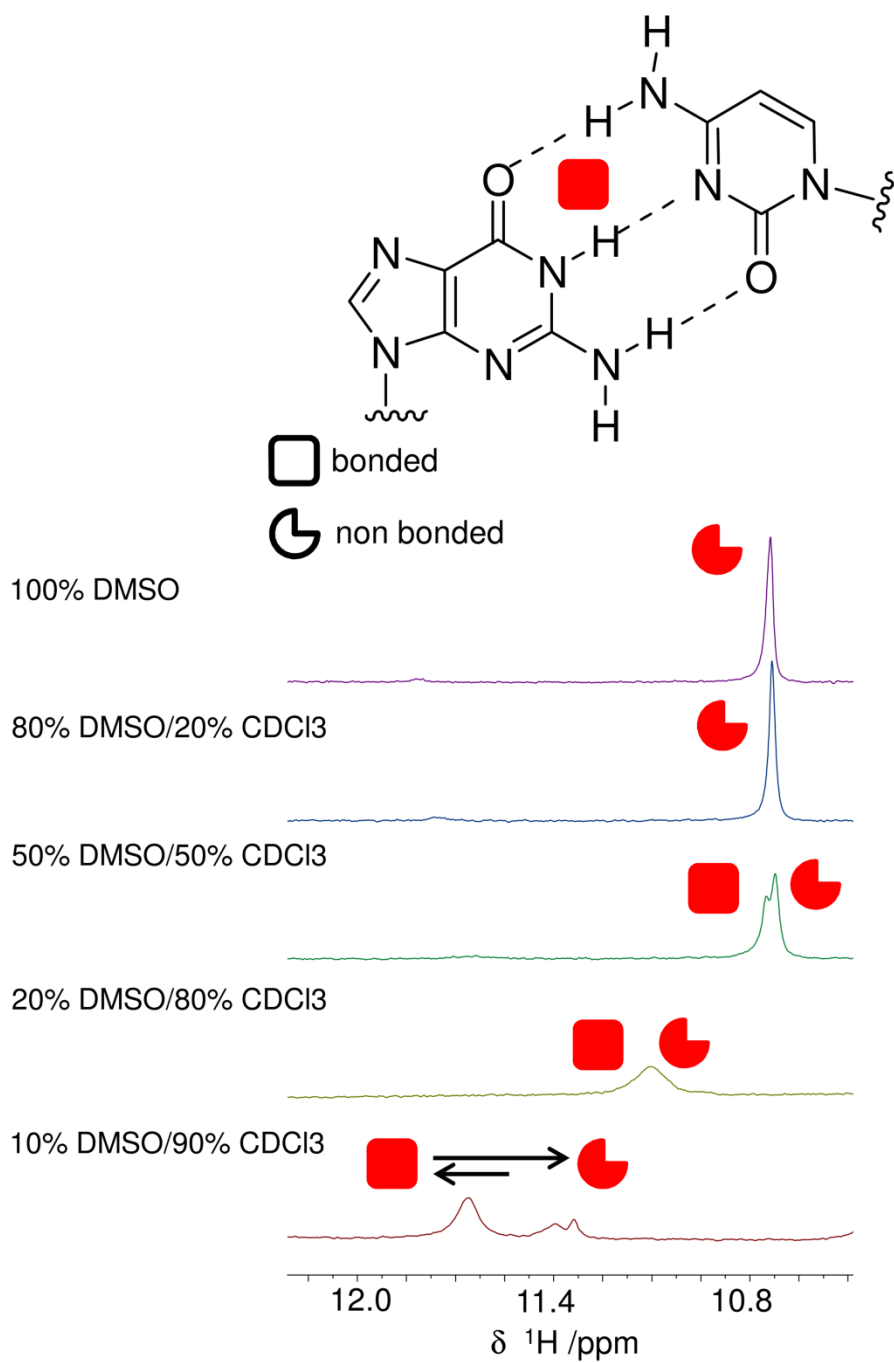 H
N
H
O
N
N
H
N
N
O
N
H
N
N
N
H
bonded
non bonded
100% DMSO
80% DMSO/20% CDCl3
50% DMSO/50% CDCl3
20% DMSO/80% CDCl3
10% DMSO/90% CDCl3
12.0 11.4 10.8
δ ¹H /ppm